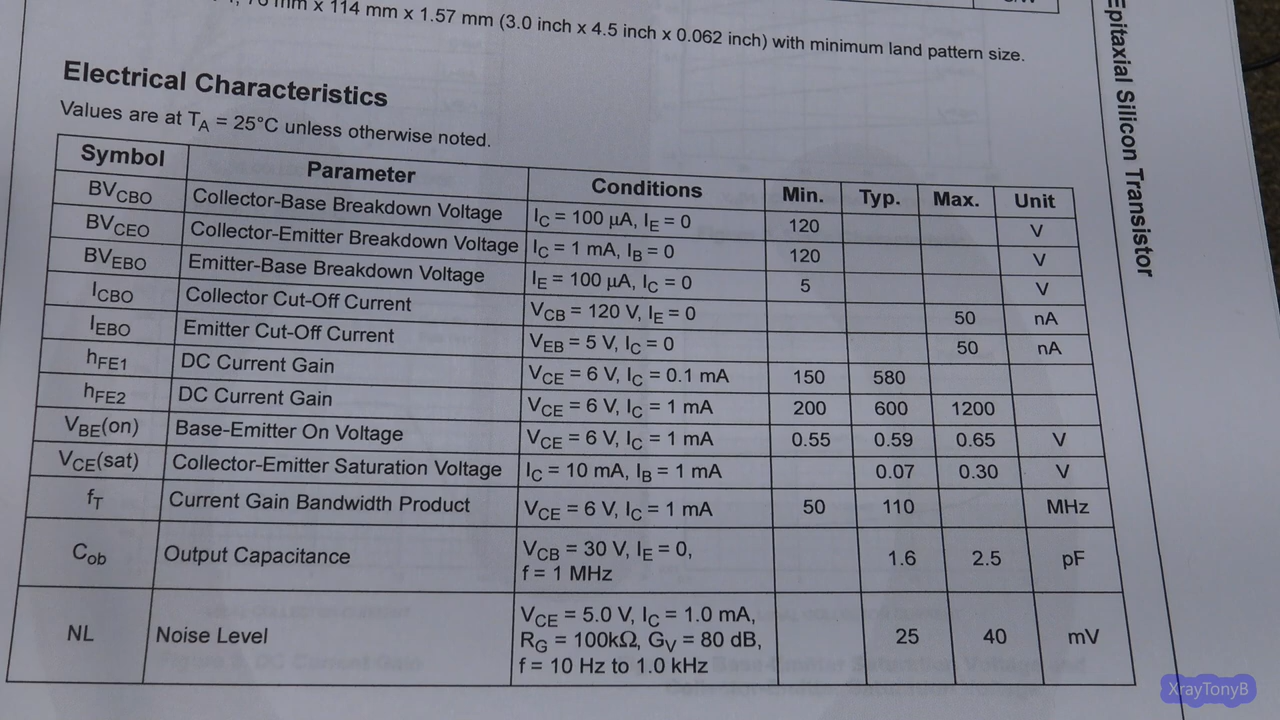 mm x 114 mm x 1.57 mm (3.0 inch x 4.5 inch x 0.062 inch) with minimum land pattern size.
Epitaxial Silicon Transistor
Electrical Characteristics
Values are at TA = 25°C unless otherwise noted.
Symbol Parameter Conditions Min. Typ. Max. Unit
BVCBO Collector-Base Breakdown Voltage IC = 100 μA, IE = 0 120 V
BVCEO Collector-Emitter Breakdown Voltage IC = 1 mA, IB = 0 120 V
BVEBO Emitter-Base Breakdown Voltage IE = 100 μA, IC = 0 5 V
ICBO Collector Cut-Off Current VCB = 120 V, IE = 0 50 nA
IEBO Emitter Cut-Off Current VEB = 5 V, IC = 0 50 nA
hFE1 DC Current Gain VCE = 6 V, IC = 0.1 mA 150 580
hFE2 DC Current Gain VCE = 6 V, IC = 1 mA 200 600 1200
VBE(on) Base-Emitter On Voltage VCE = 6 V, IC = 1 mA 0.55 0.59 0.65 V
VCE(sat) Collector-Emitter Saturation Voltage IC = 10 mA, IB = 1 mA 0.07 0.30 V
fT Current Gain Bandwidth Product VCE = 6 V, IC = 1 mA 50 110 MHz
Cob Output Capacitance VCB = 30 V, IE = 0, 1.6 2.5 pF
f = 1 MHz
NL Noise Level VCE = 5.0 V, IC = 1.0 mA, 25 40 mV
RG = 100kΩ, GV = 80 dB,
f = 10 Hz to 1.0 kHz
XrayTonyB